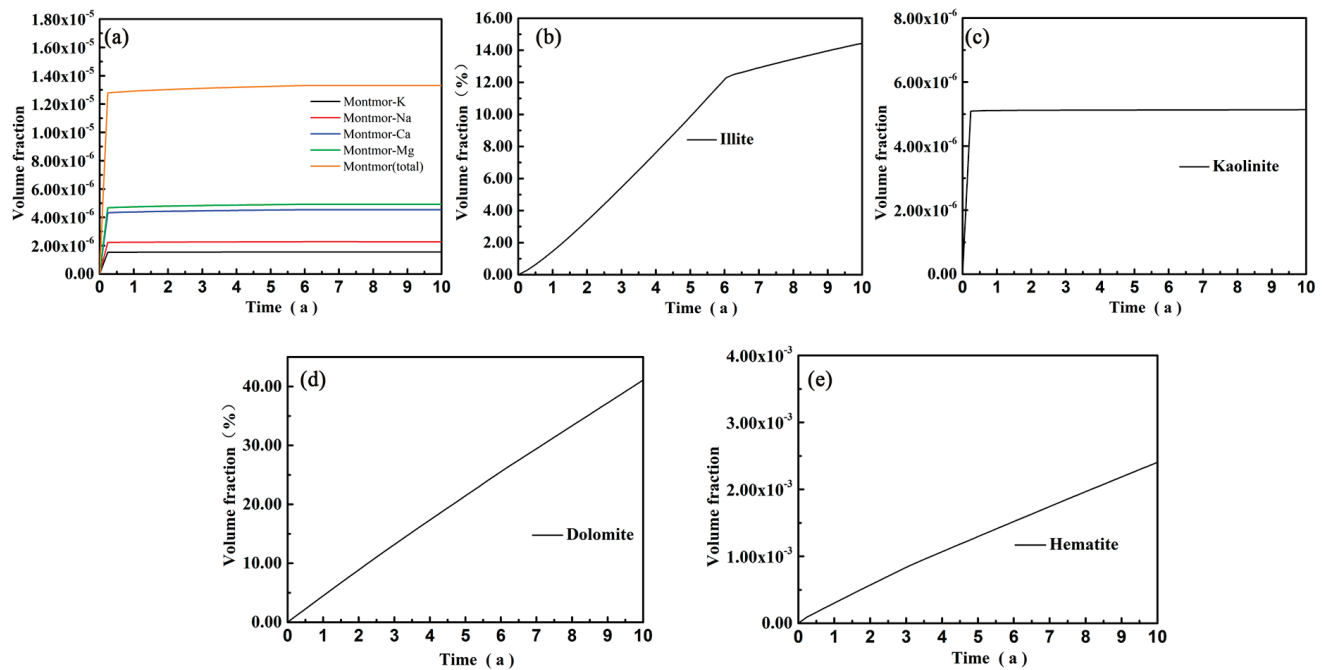 (a)
Volume fraction
1.80x10⁻⁵
1.60x10⁻⁵
1.40x10⁻⁵
1.20x10⁻⁵
1.00x10⁻⁵
8.00x10⁻⁶
6.00x10⁻⁶
4.00x10⁻⁶
2.00x10⁻⁶
0.00
Montmor-K
Montmor-Na
Montmor-Ca
Montmor-Mg
Montmor(total)
0 1 2 3 4 5 6 7 8 9 10
Time ( a )
(b)
Volume fraction（%）
16.00
14.00
12.00
10.00
8.00
6.00
4.00
2.00
0.00
Illite
0 1 2 3 4 5 6 7 8 9 10
Time ( a )
(c)
Volume fraction
8.00x10⁻⁶
6.00x10⁻⁶
4.00x10⁻⁶
2.00x10⁻⁶
0.00
Kaolinite
0 1 2 3 4 5 6 7 8 9 10
Time ( a )
(d)
Volume fraction（%）
40.00
30.00
20.00
10.00
0.00
Dolomite
0 1 2 3 4 5 6 7 8 9 10
Time ( a )
(e)
Volume fraction
4.00x10⁻³
3.00x10⁻³
2.00x10⁻³
1.00x10⁻³
0.00
Hematite
0 1 2 3 4 5 6 7 8 9 10
Time ( a )